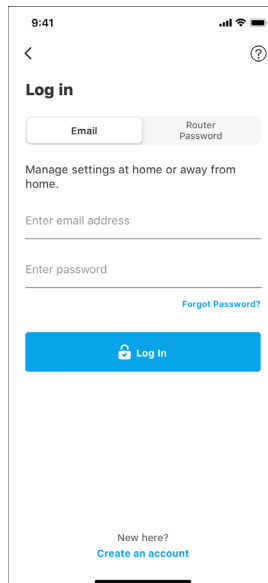 9:41
Log in
Email
Router
Password
Manage settings at home or away from
home.
Enter email address
Enter password
Forgot Password?
Log In
New here?
Create an account